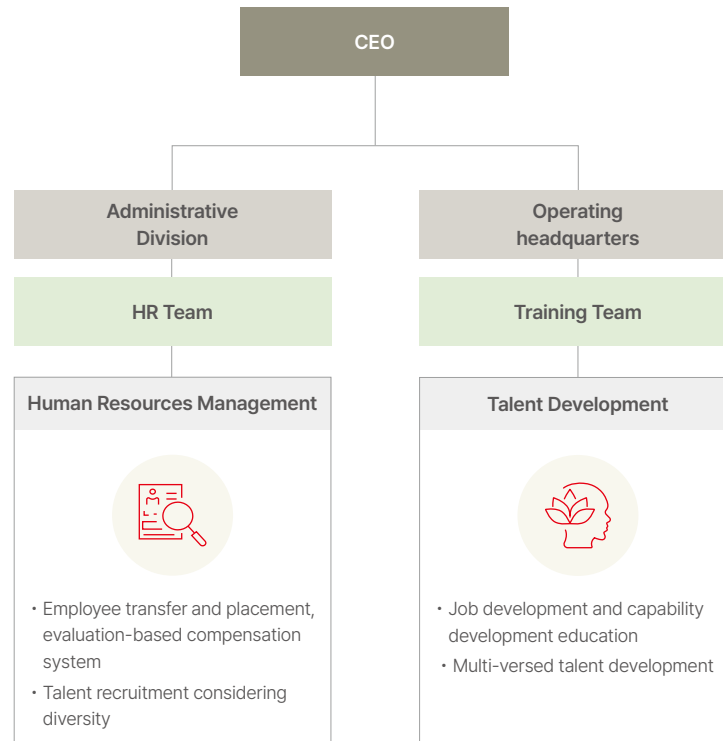 CEO
Administrative
Division
HR Team
Human Resources Management
• Employee transfer and placement,
evaluation-based compensation
system
• Talent recruitment considering
diversity
Operating
headquarters
Training Team
Talent Development
• Job development and capability
development education
• Multi-versed talent development